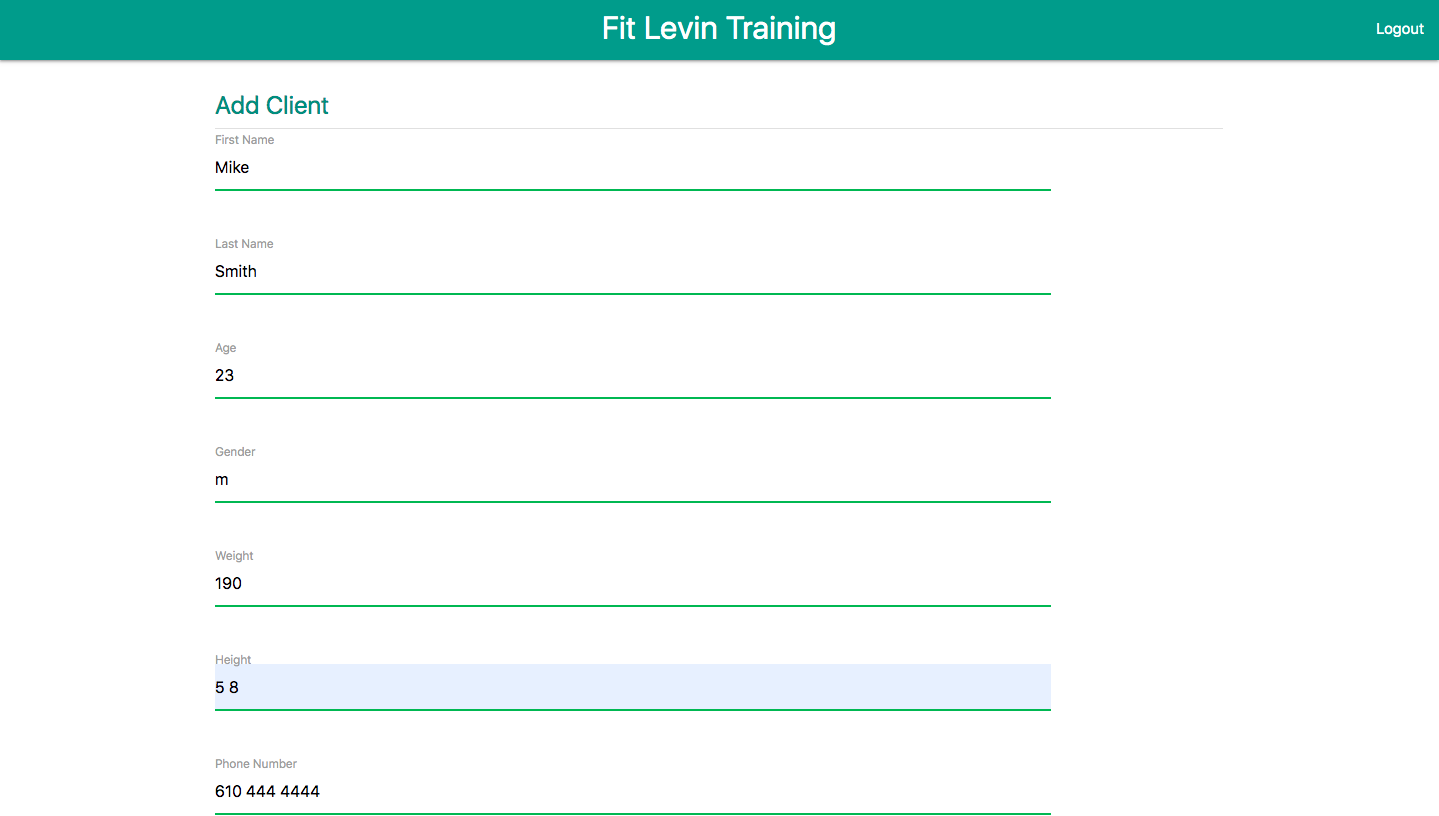 Fit Levin Training
Logout
Add Client
First Name
Mike
Last Name
Smith
Age
23
Gender
m
Weight
190
Height
5 8
Phone Number
610 444 4444